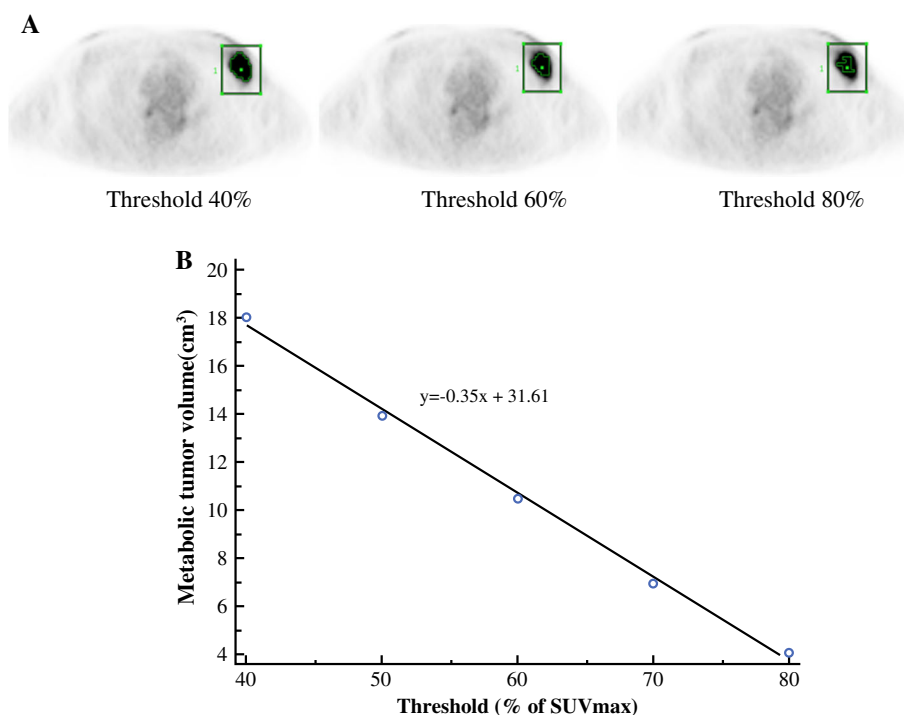 A
1
1
1
Threshold 40%
Threshold 60%
Threshold 80%
B
20
18
16
14
12
10
8
6
4
Metabolic tumor volume(cm³)
y=-0.35x + 31.61
40
50
60
70
80
Threshold (% of SUVmax)